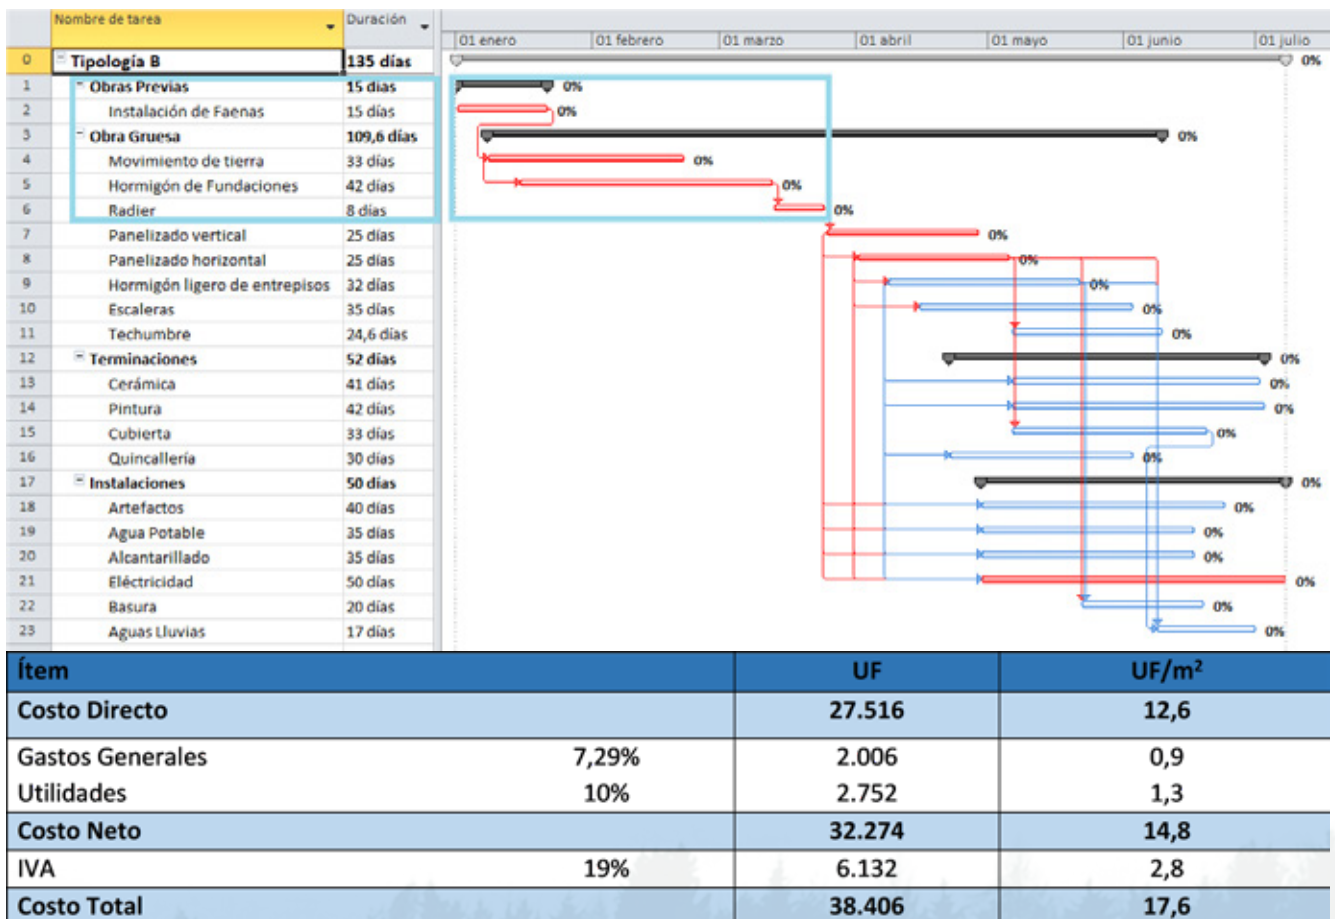 Nombre de tarea Duración
01 enero 01 febrero 01 marzo 01 abril 01 mayo 01 junio 01 julio
0 Tipología B 135 días 0%
1 Obras Previas 15 días 0%
2 Instalación de Faenas 15 días 0%
3 Obra Gruesa 109,6 días 0%
4 Movimiento de tierra 33 días 0%
5 Hormigón de Fundaciones 42 días 0%
6 Radier 8 días 0%
7 Panelizado vertical 25 días 0%
8 Panelizado horizontal 25 días 0%
9 Hormigón ligero de entrepisos 32 días 0%
10 Escaleras 35 días 0%
11 Techumbre 24,6 días 0%
12 Terminaciones 52 días 0%
13 Cerámica 41 días 0%
14 Pintura 42 días 0%
15 Cubierta 33 días 0%
16 Quincallería 30 días 0%
17 Instalaciones 50 días 0%
18 Artefactos 40 días 0%
19 Agua Potable 35 días 0%
20 Alcantarillado 35 días 0%
21 Eléctricidad 50 días 0%
22 Basura 20 días 0%
23 Aguas Lluvias 17 días 0%
Ítem UF UF/m²
Costo Directo 27.516 12,6
Gastos Generales 7,29% 2.006 0,9
Utilidades 10% 2.752 1,3
Costo Neto 32.274 14,8
IVA 19% 6.132 2,8
Costo Total 38.406 17,6